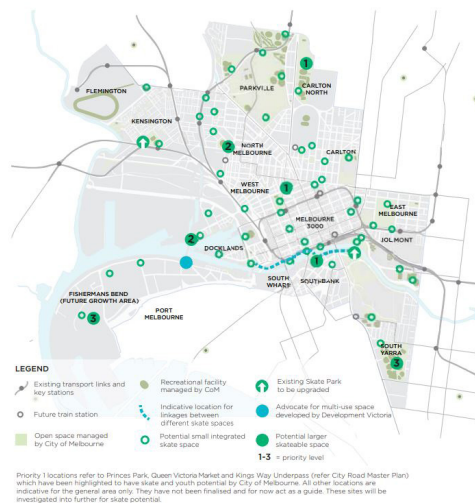 FLEMINGTON
PARKVILLE
1
CARLTON
NORTH
KENSINGTON
2
NORTH
MELBOURNE
CARLTON
WEST
MELBOURNE
1
MELBOURNE
3000
EAST
MELBOURNE
JOLIMONT
2
DOCKLANDS
1
SOUTH
WHARF
SOUTHBANK
FISHERMANS BEND
(FUTURE GROWTH AREA)
PORT
MELBOURNE
3
SOUTH
YARRA
3
LEGEND
Existing transport links and
key stations
Future train station
Open space managed
by City of Melbourne
Recreational facility
managed by CoM
Indicative location for
linkages between
different skate spaces
Potential small integrated
skate space
Existing Skate Park
to be upgraded
Advocate for multi-use space
developed by Development Victoria
Potential larger
skateable space
1-3 = priority level
Priority 1 locations refer to Princes Park, Queen Victoria Market and Kings Way Underpass (refer City Road Master Plan)
which have been highlighted to have skate and youth potential by City of Melbourne. All other locations are
indicative for the general area only. They have not been finalised and for now act as a guide. These sites will be
investigated into further for skate potential.